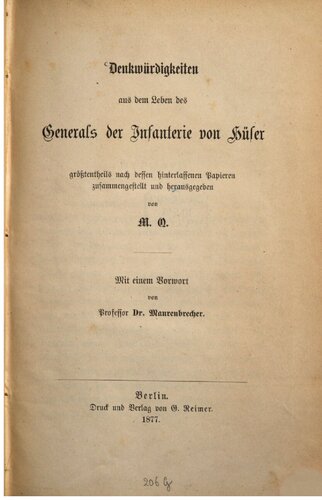 Denkwürdigkeiten
aus dem Leben des
Generals der Infanterie von Hüser
größtentheils nach dessen hinterlassenen Papieren
zusammengestellt und herausgegeben
von
M. Q.
Mit einem Vorwort
von
Professor Dr. Maurenbrecher.
Berlin.
Druck und Verlag von G. Reimer.
1877.
206 g